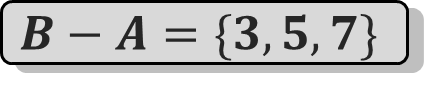 B − A = {3, 5, 7}